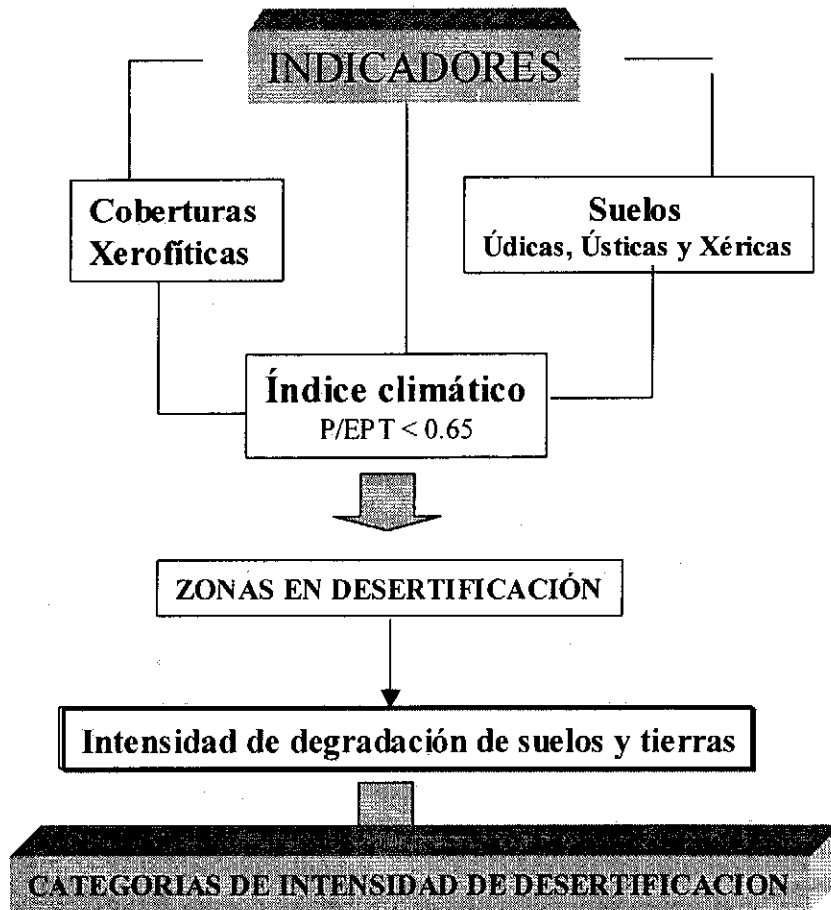 INDICADORES
Coberturas
Xerofíticas
Suelos
Údicas, Ústicas y Xéricas
Índice climático
P/EPT < 0.65
ZONAS EN DESERTIFICACIÓN
Intensidad de degradación de suelos y tierras
CATEGORIAS DE INTENSIDAD DE DESERTIFICACION